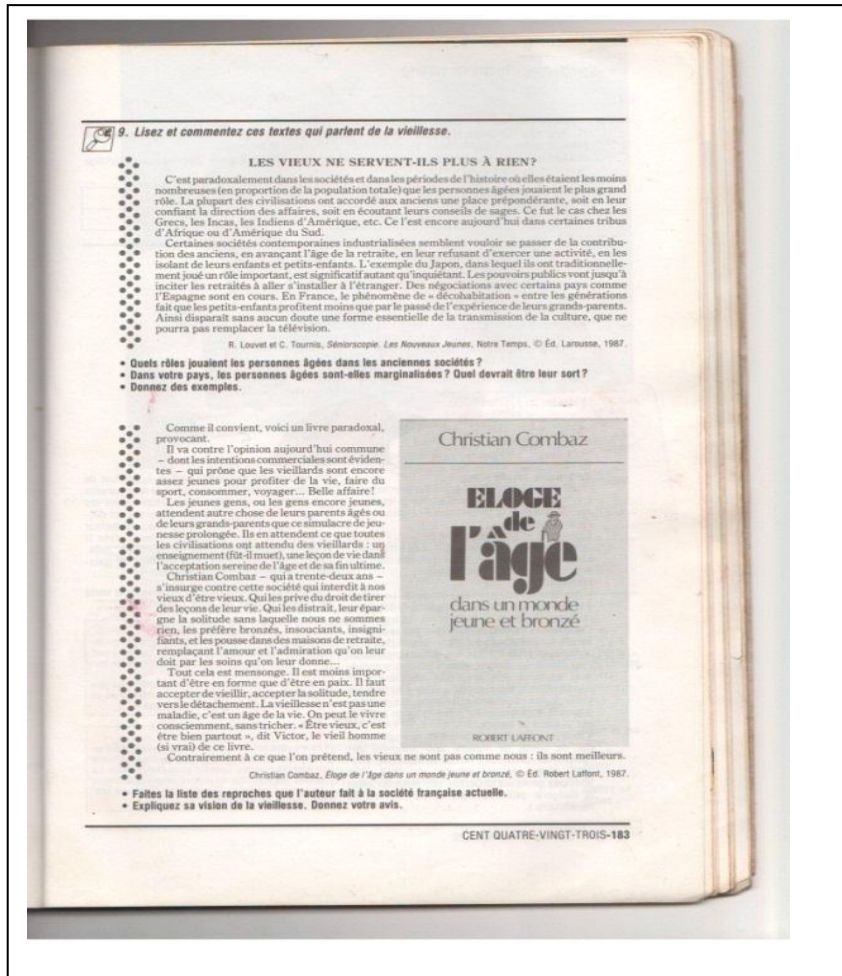 9. Lisez et commentez ces textes qui parlent de la vieillesse.
LES VIEUX NE SERVENT-ILS PLUS À RIEN?
C'est paradoxalement dans les sociétés et dans les périodes de l'histoire où elles étaient les moins
nombreuses (en proportion de la population totale) que les personnes âgées jouaient le plus grand
rôle. La plupart des civilisations ont accordé aux anciens une place prépondérante, soit en leur
confiant la direction des affaires, soit en écoutant leurs conseils de sages. Ce fut le cas chez les
Grecs, les Incas, les Indiens d'Amérique, etc. Ce l'est encore aujourd'hui dans certaines tribus
d'Afrique ou d'Amérique du Sud.
Certaines sociétés contemporaines industrialisées semblent vouloir se passer de la contribu-
tion des anciens, en avançant l'âge de la retraite, en leur refusant d'exercer une activité, en les
isolant de leurs enfants et petits-enfants. L'exemple du Japon, dans lequel ils ont traditionnelle-
ment joué un rôle important, est significatif autant qu'inquiétant. Les pouvoirs publics vont jusqu'à
inciter les retraités à aller s'installer à l'étranger. Des négociations avec certains pays comme
l'Espagne sont en cours. En France, le phénomène de « décohabitation » entre les générations
fait que les petits-enfants profitent moins que par le passé de l'expérience de leurs grands-parents.
Ainsi disparaît sans aucun doute une forme essentielle de la transmission de la culture, que ne
pourra pas remplacer la télévision.
R. Louvet et C. Tournis, Séniorscopie. Les Nouveaux Jeunes, Notre Temps, © Éd. Larousse, 1987.
• Quels rôles jouaient les personnes âgées dans les anciennes sociétés?
• Dans votre pays, les personnes âgées sont-elles marginalisées? Quel devrait être leur sort?
• Donnez des exemples.
Comme il convient, voici un livre paradoxal,
provocant.
Il va contre l'opinion aujourd'hui commune
– dont les intentions commerciales sont éviden-
tes – qui prône que les vieillards sont encore
assez jeunes pour profiter de la vie, faire du
sport, consommer, voyager... Belle affaire!
Les jeunes gens, ou les gens encore jeunes,
attendent autre chose de leurs parents âgés ou
de leurs grands-parents que ce simulacre de jeu-
nesse prolongée. Ils en attendent ce que toutes
les civilisations ont attendu des vieillards : un
enseignement (fût-il muet), une leçon de vie dans
l'acceptation sereine de l'âge et de sa fin ultime.
Christian Combaz – qui a trente-deux ans –
s'insurge contre cette société qui interdit à nos
vieux d'être vieux. Qui les prive du droit de tirer
des leçons de leur vie. Qui les distrait, leur épar-
gne la solitude sans laquelle nous ne sommes
rien, les préfère bronzés, insouciants, insigni-
fiants, et les pousse dans des maisons de retraite,
remplaçant l'amour et l'admiration qu'on leur
doit par les soins qu'on leur donne...
Tout cela est mensonge. Il est moins impor-
tant d'être en forme que d'être en paix. Il faut
accepter de vieillir, accepter la solitude, tendre
vers le détachement. La vieillesse n'est pas une
maladie, c'est un âge de la vie. On peut le vivre
consciemment, sans tricher. « Être vieux, c'est
être bien partout », dit Victor, le vieil homme
(si vrai) de ce livre.
Contrairement à ce que l'on prétend, les vieux ne sont pas comme nous : ils sont meilleurs.
Christian Combaz
ELOGE
de
l'âge
dans un monde
jeune et bronzé
ROBERT LAFFONT
Christian Combaz, Éloge de l'Âge dans un monde jeune et bronzé, © Éd. Robert Laffont, 1987.
• Faites la liste des reproches que l'auteur fait à la société française actuelle.
• Expliquez sa vision de la vieillesse. Donnez votre avis.
CENT QUATRE-VINGT-TROIS-183